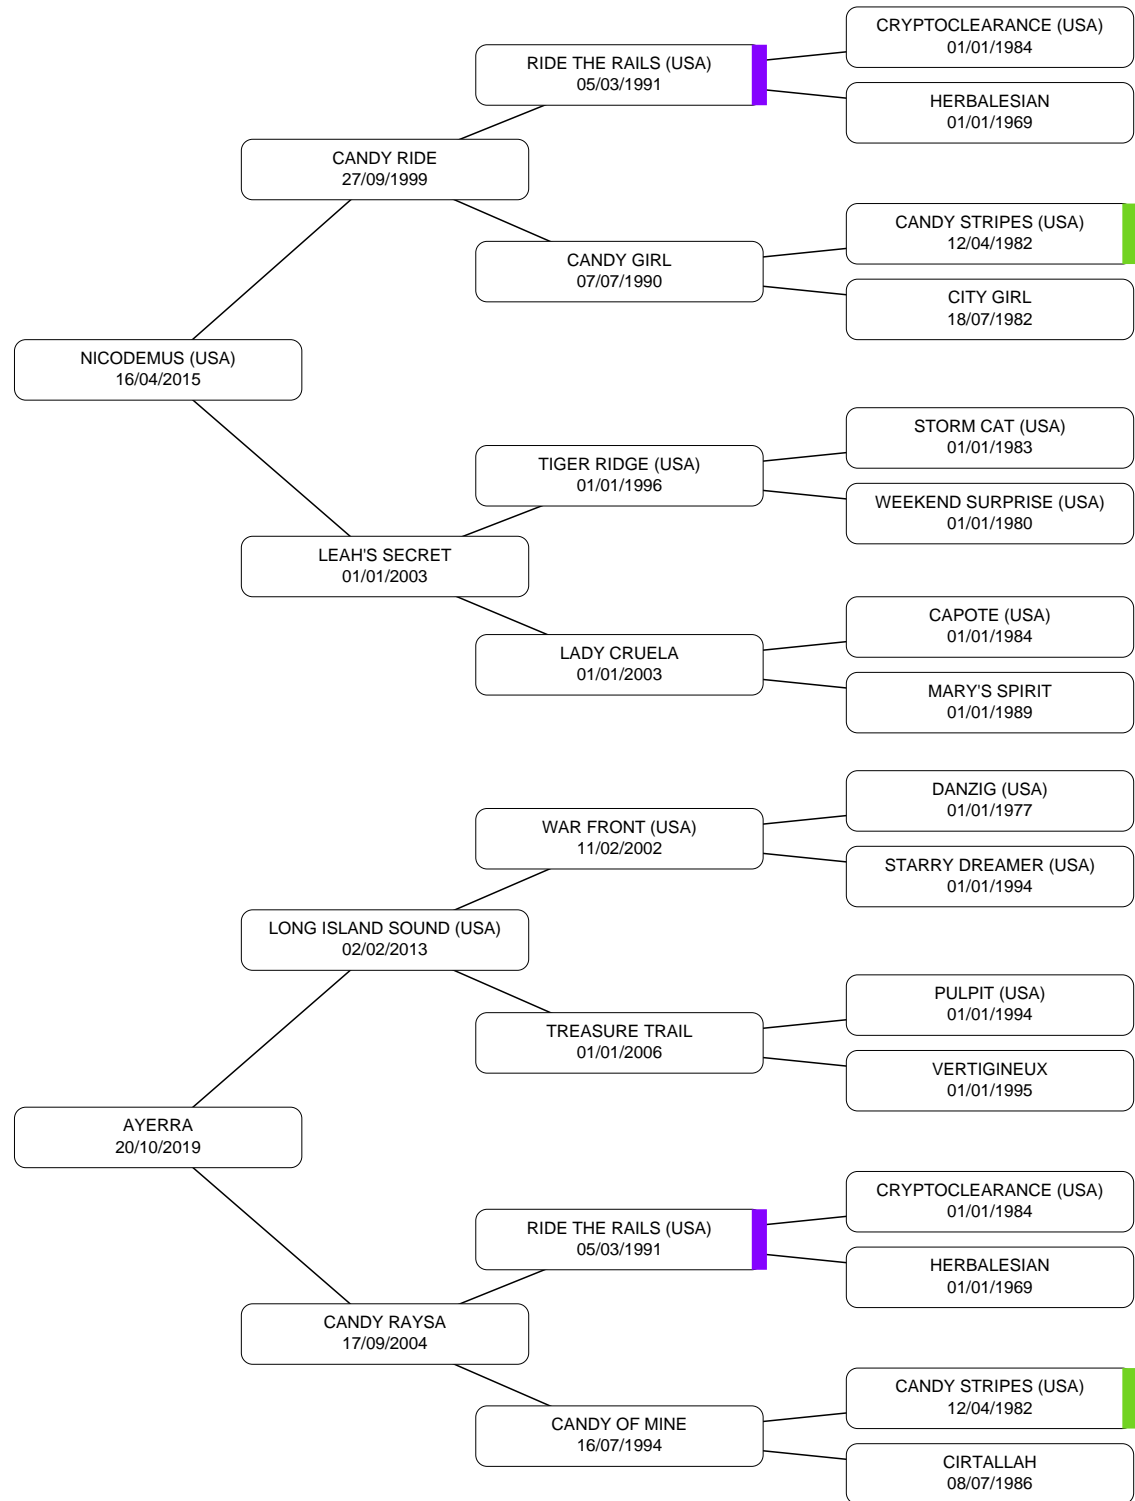 CRYPTOCLEARANCE (USA)
01/01/1984
RIDE THE RAILS (USA)
05/03/1991
HERBALESIAN
01/01/1969
CANDY RIDE
27/09/1999
CANDY STRIPES (USA)
12/04/1982
CANDY GIRL
07/07/1990
CITY GIRL
18/07/1982
NICODEMUS (USA)
16/04/2015
STORM CAT (USA)
01/01/1983
TIGER RIDGE (USA)
01/01/1996
WEEKEND SURPRISE (USA)
01/01/1980
LEAH'S SECRET
01/01/2003
CAPOTE (USA)
01/01/1984
LADY CRUELA
01/01/2003
MARY'S SPIRIT
01/01/1989
DANZIG (USA)
01/01/1977
WAR FRONT (USA)
11/02/2002
STARRY DREAMER (USA)
01/01/1994
LONG ISLAND SOUND (USA)
02/02/2013
PULPIT (USA)
01/01/1994
TREASURE TRAIL
01/01/2006
VERTIGINEUX
01/01/1995
AYERRA
20/10/2019
CRYPTOCLEARANCE (USA)
01/01/1984
RIDE THE RAILS (USA)
05/03/1991
HERBALESIAN
01/01/1969
CANDY RAYSA
17/09/2004
CANDY STRIPES (USA)
12/04/1982
CANDY OF MINE
16/07/1994
CIRTALLAH
08/07/1986